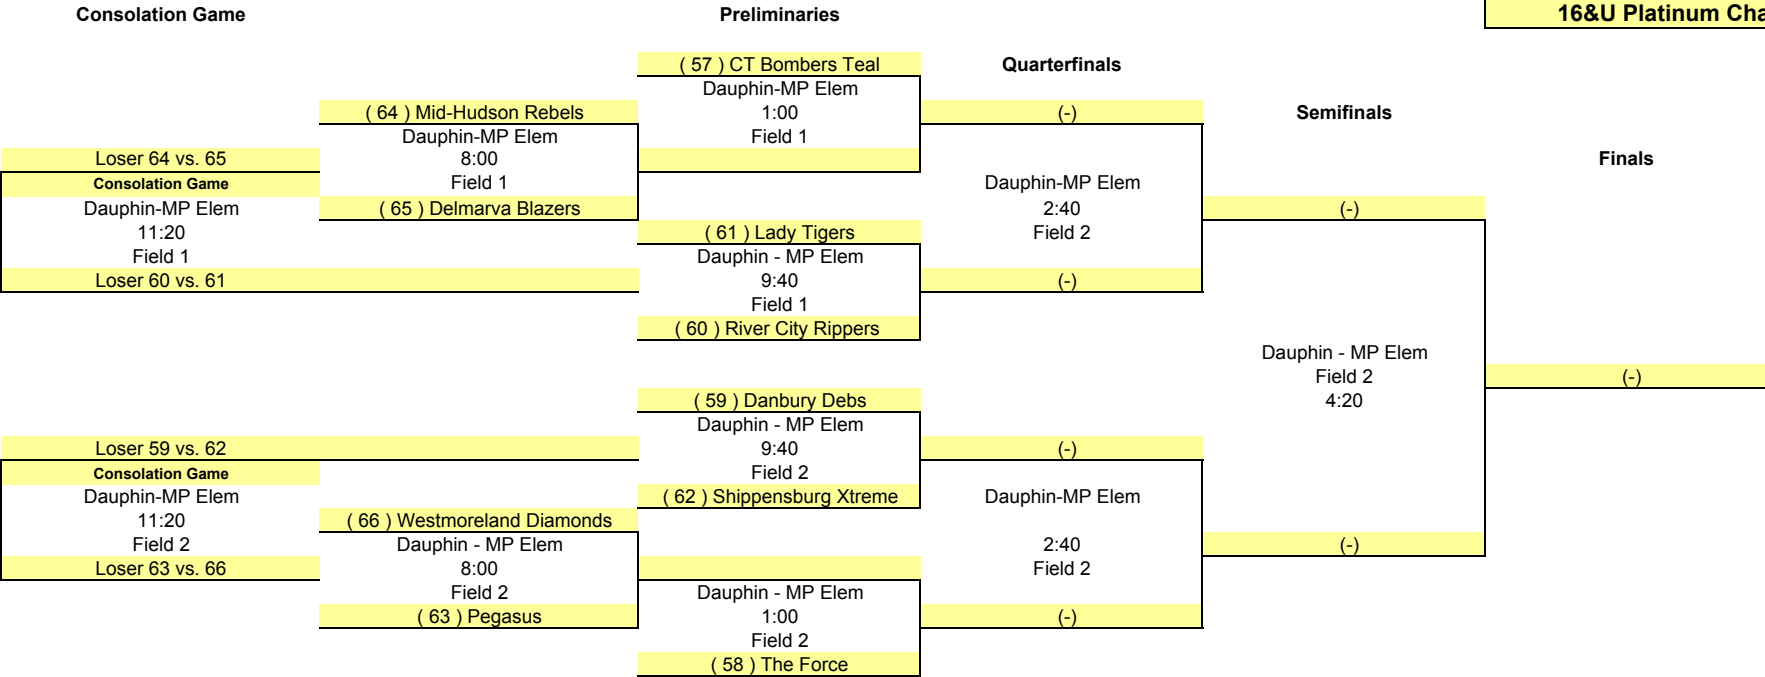 Consolation Game
Preliminaries
16&U Platinum Cha
( 57 ) CT Bombers Teal
Quarterfinals
Dauphin-MP Elem
( 64 ) Mid-Hudson Rebels
1:00
(-)
Semifinals
Dauphin-MP Elem
Field 1
Loser 64 vs. 65
8:00
Finals
Consolation Game
Field 1
Dauphin-MP Elem
Dauphin-MP Elem
( 65 ) Delmarva Blazers
2:40
(-)
11:20
( 61 ) Lady Tigers
Field 2
Field 1
Dauphin - MP Elem
Loser 60 vs. 61
9:40
(-)
Field 1
( 60 ) River City Rippers
Dauphin - MP Elem
Field 2
(-)
( 59 ) Danbury Debs
4:20
Dauphin - MP Elem
Loser 59 vs. 62
9:40
(-)
Consolation Game
Field 2
Dauphin-MP Elem
( 62 ) Shippensburg Xtreme
Dauphin-MP Elem
11:20
( 66 ) Westmoreland Diamonds
Field 2
Dauphin - MP Elem
2:40
(-)
Loser 63 vs. 66
8:00
Field 2
Field 2
Dauphin - MP Elem
( 63 ) Pegasus
1:00
(-)
Field 2
( 58 ) The Force